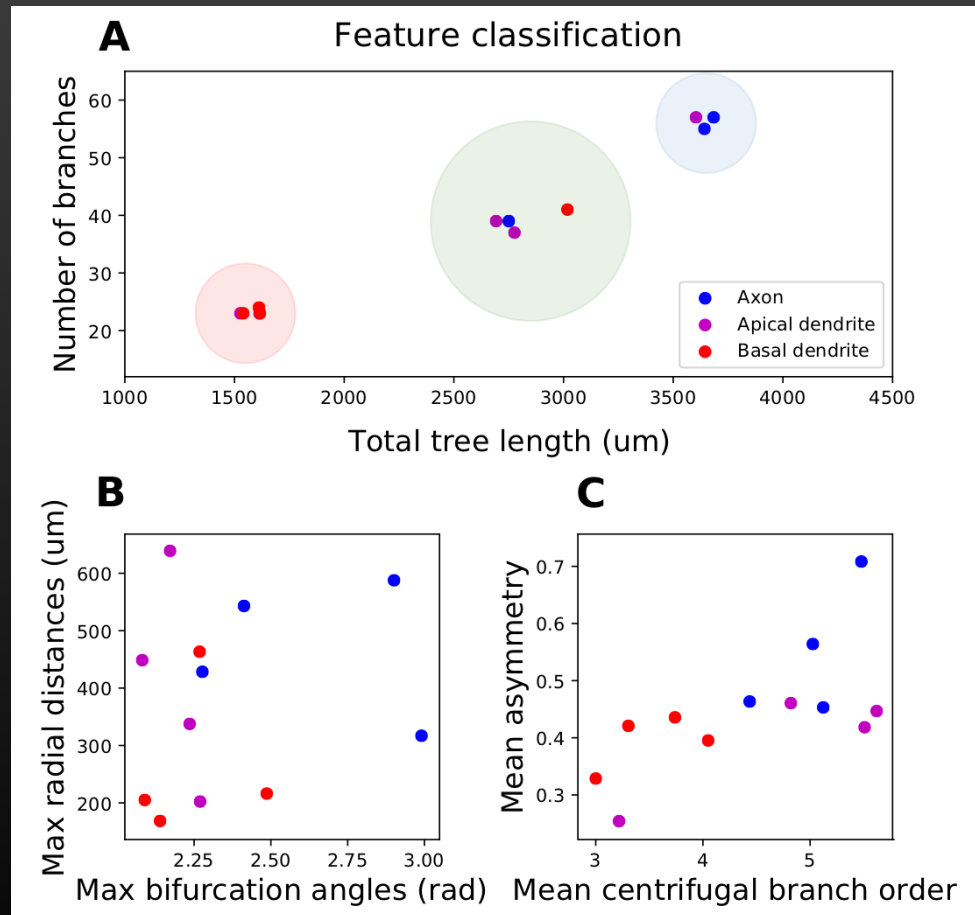 A
Feature classification
Number of branches
60
50
40
30
20
Axon
Apical dendrite
Basal dendrite
1000 1500 2000 2500 3000 3500 4000 4500
Total tree length (um)
B
Max radial distances (um)
600
500
400
300
200
2.25 2.50 2.75 3.00
Max bifurcation angles (rad)
C
Mean asymmetry
0.7
0.6
0.5
0.4
0.3
3 4 5
Mean centrifugal branch order